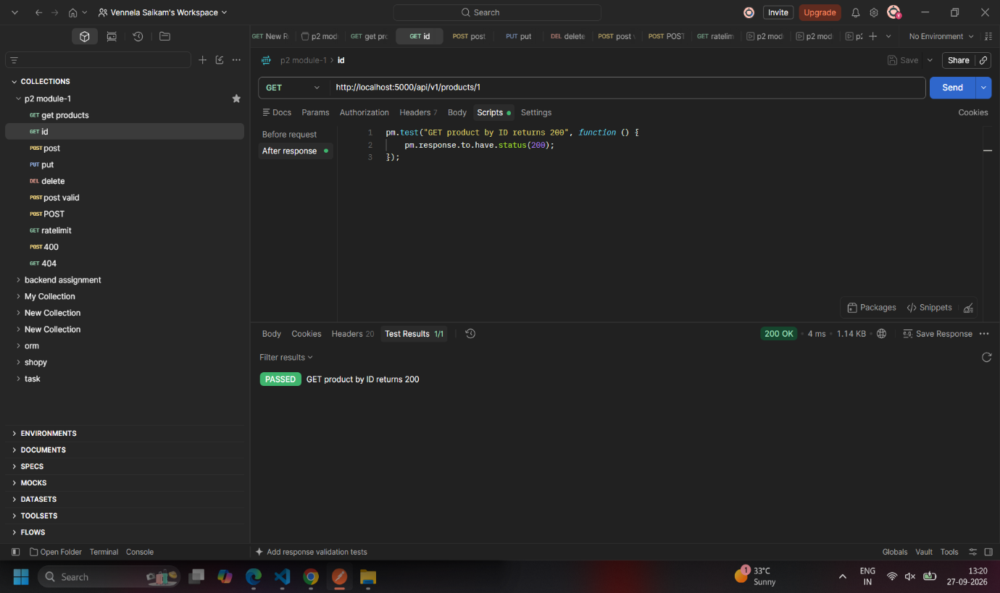 Vennela Saikam's Workspace
Search
Invite
Upgrade
GET New R
p2 mod
GET get pro
GET id
POST post
PUT put
DEL delete
POST post v
POST POST
GET ratelim
p2 mod
p2 mod
p2
No Environment
p2 module-1 > id
Save
Share
COLLECTIONS
p2 module-1
GET get products
GET id
POST post
PUT put
DEL delete
POST post valid
POST POST
GET ratelimit
POST 400
GET 404
backend assignment
My Collection
New Collection
New Collection
orm
shopy
task
ENVIRONMENTS
DOCUMENTS
SPECS
MOCKS
DATASETS
TOOLSETS
FLOWS
HTTP
GET
http://localhost:5000/api/v1/products/1
Send
Docs
Params
Authorization
Headers 7
Body
Scripts
Settings
Cookies
Before request
After response
1 pm.test("GET product by ID returns 200", function () {
2 pm.response.to.have.status(200);
3 });
Packages
Snippets
Body
Cookies
Headers 20
Test Results 1/1
200 OK
4 ms
1.14 KB
e.g. Save Response
Filter results
PASSED GET product by ID returns 200
Open Folder
Terminal
Console
Add response validation tests
Globals
Vault
Tools
Search
1
33°C
Sunny
ENG
IN
13:20
27-09-2026